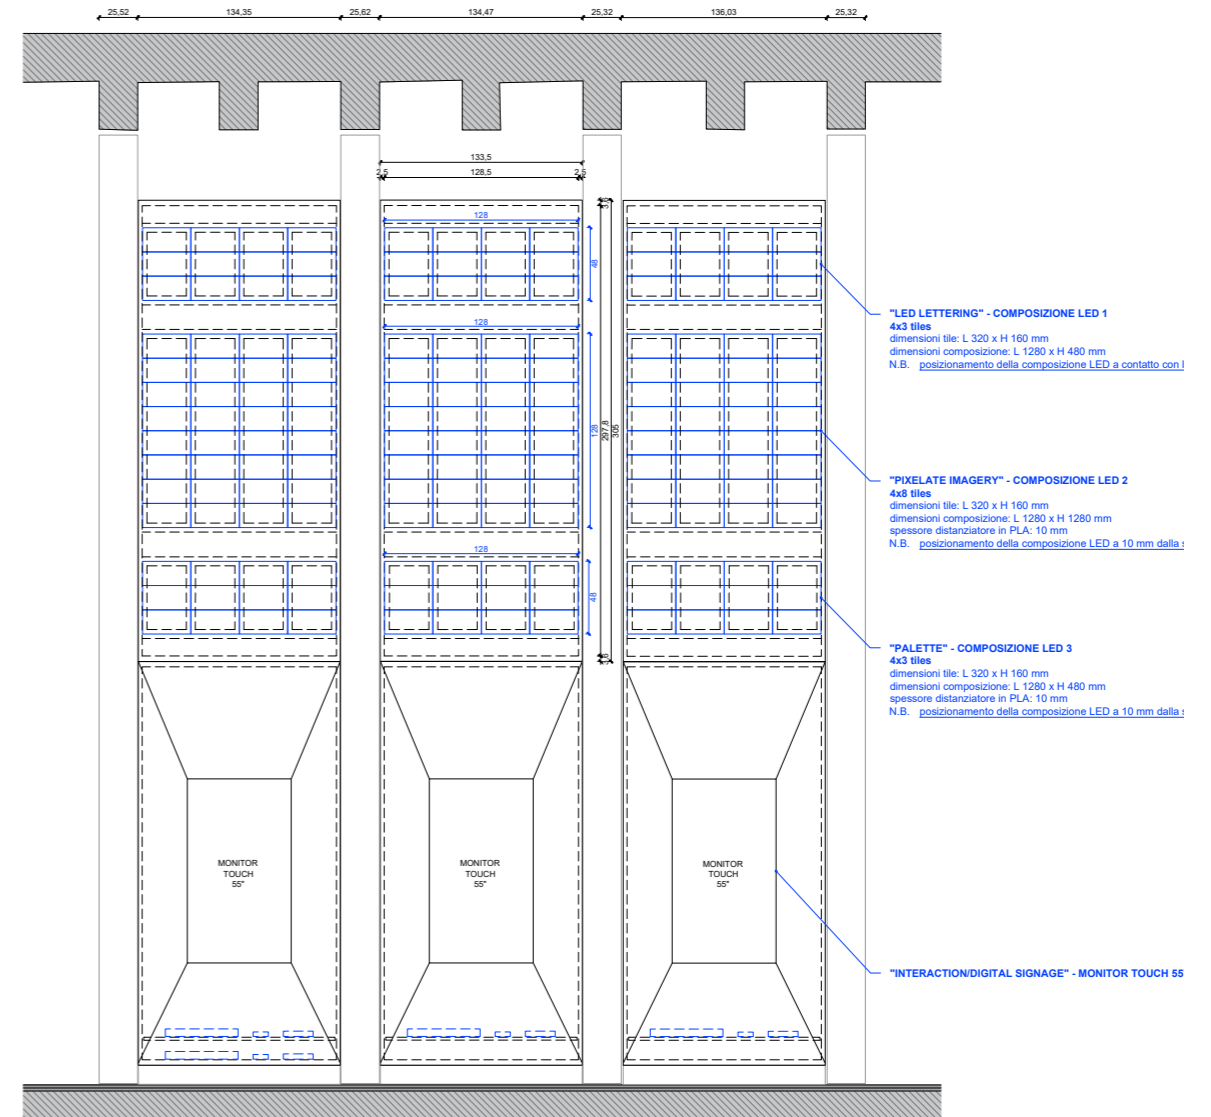 25,52 134,35 25,62 134,47 25,32 136,03 25,32
133,5
2,5 128,5 2,5
3,6
128
48
128
128
297,8
305
128
48
3,6
"LED LETTERING" - COMPOSIZIONE LED 1
4x3 tiles
dimensioni tile: L 320 x H 160 mm
dimensioni composizione: L 1280 x H 480 mm
N.B. posizionamento della composizione LED a contatto con l
"PIXELATE IMAGERY" - COMPOSIZIONE LED 2
4x8 tiles
dimensioni tile: L 320 x H 160 mm
dimensioni composizione: L 1280 x H 1280 mm
spessore distanziatore in PLA: 10 mm
N.B. posizionamento della composizione LED a 10 mm dalla s
"PALETTE" - COMPOSIZIONE LED 3
4x3 tiles
dimensioni tile: L 320 x H 160 mm
dimensioni composizione: L 1280 x H 480 mm
spessore distanziatore in PLA: 10 mm
N.B. posizionamento della composizione LED a 10 mm dalla s
MONITOR
TOUCH
55"
MONITOR
TOUCH
55"
MONITOR
TOUCH
55"
"INTERACTION/DIGITAL SIGNAGE" - MONITOR TOUCH 55